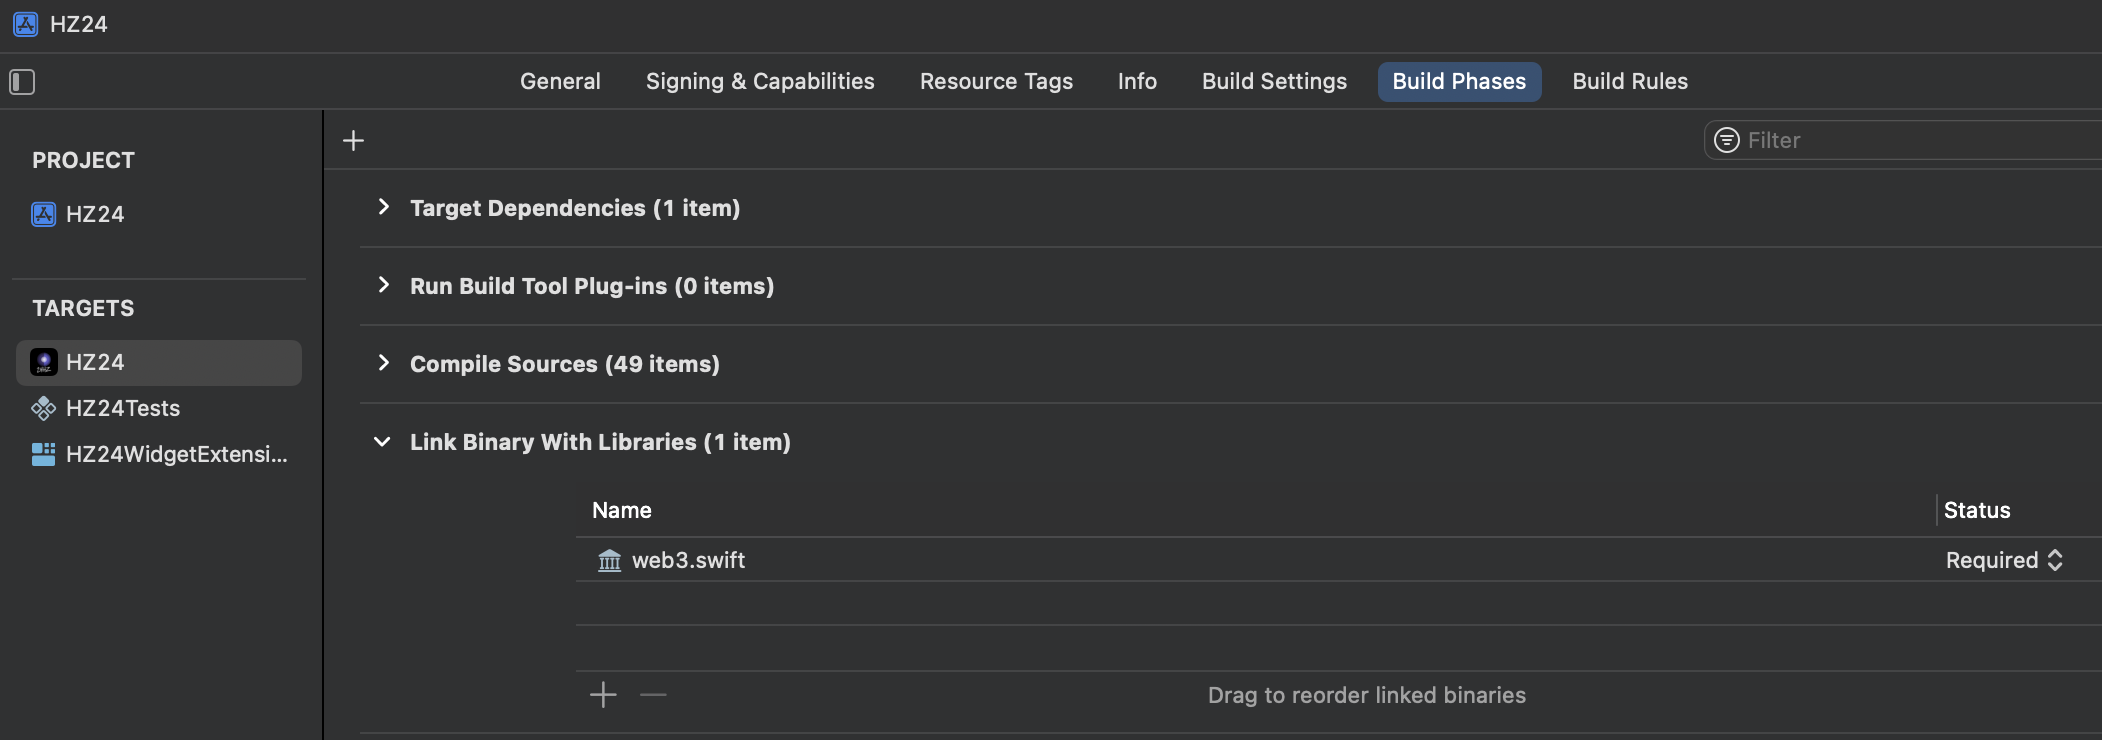 HZ24
General Signing & Capabilities Resource Tags Info Build Settings Build Phases Build Rules
Filter
PROJECT
HZ24
TARGETS
HZ24
HZ24Tests
HZ24WidgetExtensi...
Target Dependencies (1 item)
Run Build Tool Plug-ins (0 items)
Compile Sources (49 items)
Link Binary With Libraries (1 item)
Name Status
web3.swift Required
Drag to reorder linked binaries